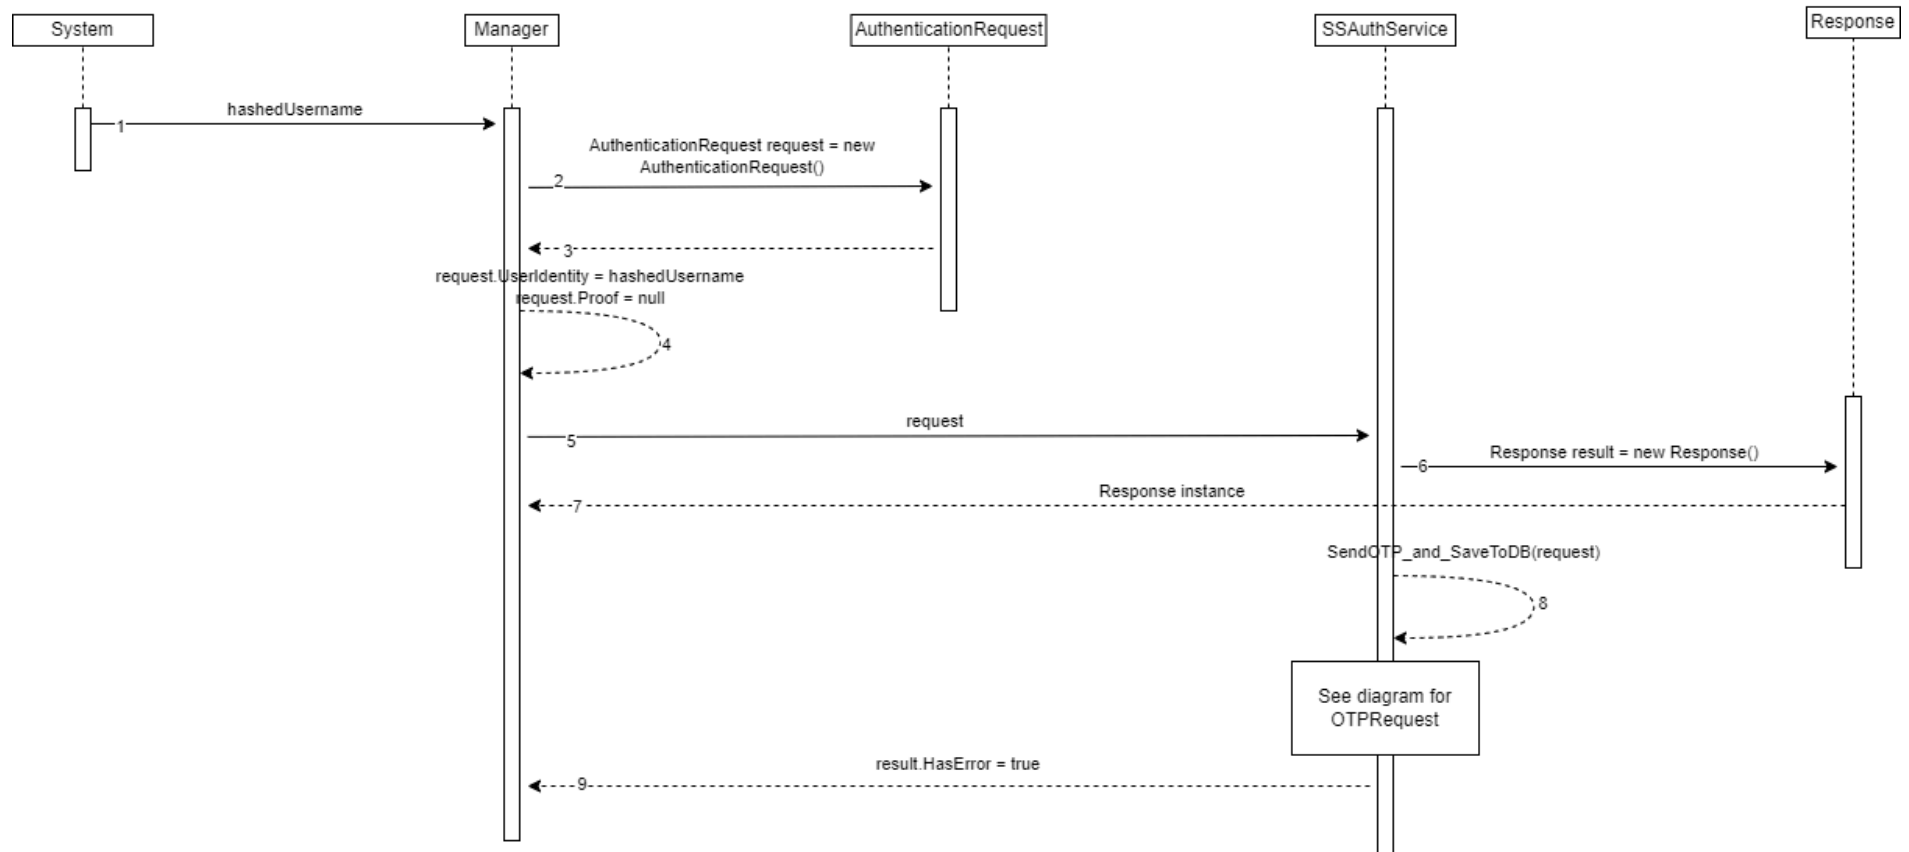 System
Manager
AuthenticationRequest
SSAuthService
Response
hashedUsername
1
AuthenticationRequest request = new
AuthenticationRequest()
2
3
request.UserIdentity = hashedUsername
request.Proof = null
4
request
5
Response result = new Response()
6
Response instance
7
SendOTP_and_SaveToDB(request)
8
See diagram for
OTPRequest
result.HasError = true
9